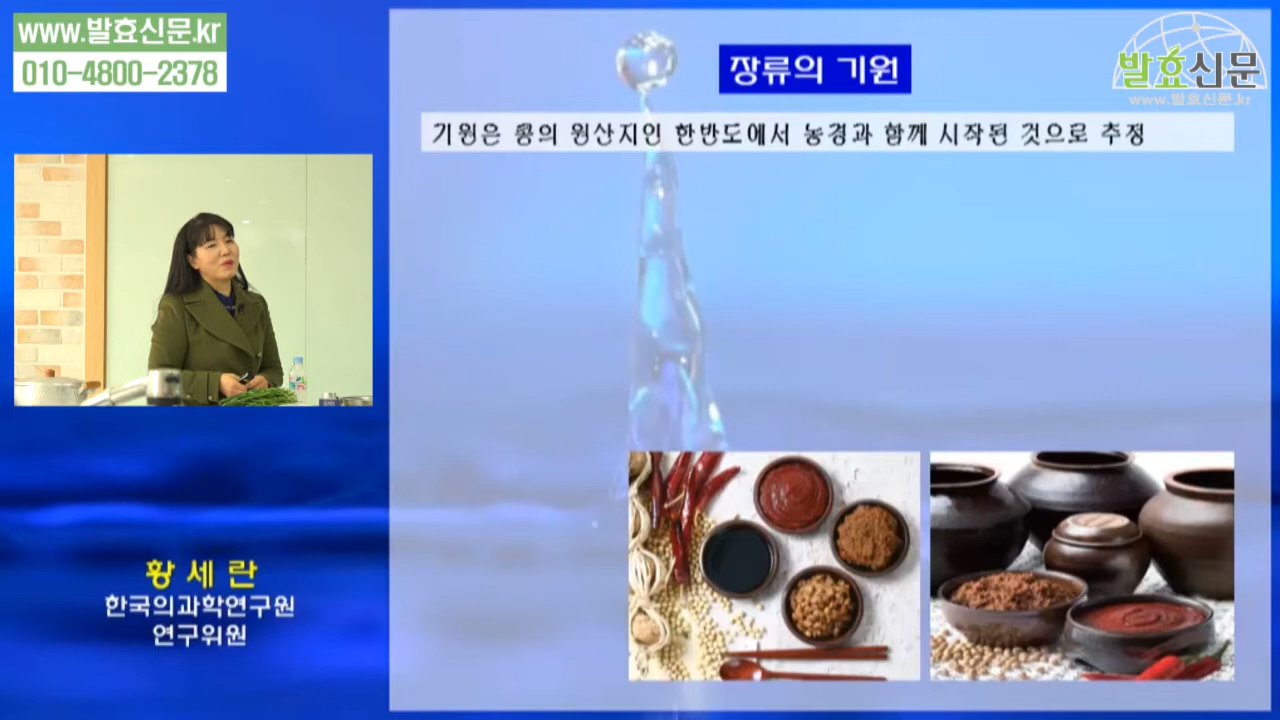 www.발효신문.kr
010-4800-2378
발효신문
www.발효신문.kr
장류의 기원
기원은 콩의 원산지인 한반도에서 농경과 함께 시작된 것으로 추정
황세란
한국의과학연구원
연구위원